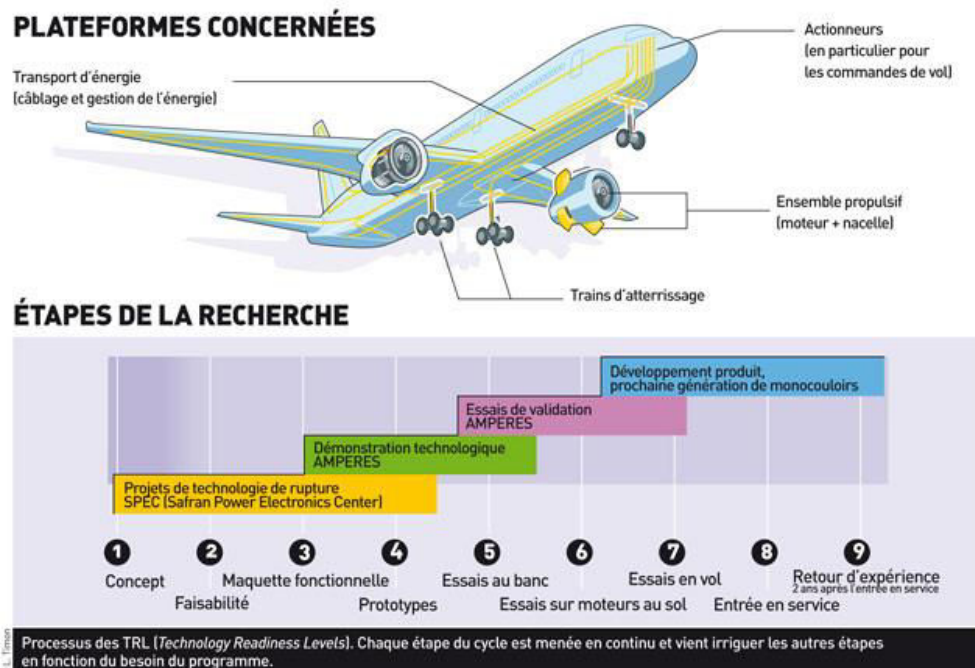 PLATEFORMES CONCERNÉES
Transport d'énergie
(câblage et gestion de l'énergie)
Actionneurs
(en particulier pour
les commandes de vol)
Ensemble propulsif
(moteur + nacelle)
Trains d'atterrissage
ÉTAPES DE LA RECHERCHE
Développement produit,
prochaine génération de monocouloirs
Essais de validation
AMPERES
Démonstration technologique
AMPERES
Projets de technologie de rupture
SPEC (Safran Power Electronics Center)
1 2 3 4 5 6 7 8 9
Concept
Faisabilité
Maquette fonctionnelle
Prototypes
Essais au banc
Essais sur moteurs au sol
Essais en vol
Entrée en service
Retour d'expérience
2 ans après l'entrée en service
Processus des TRL (Technology Readiness Levels). Chaque étape du cycle est menée en continu et vient irriguer les autres étapes
en fonction du besoin du programme.
L. Timon